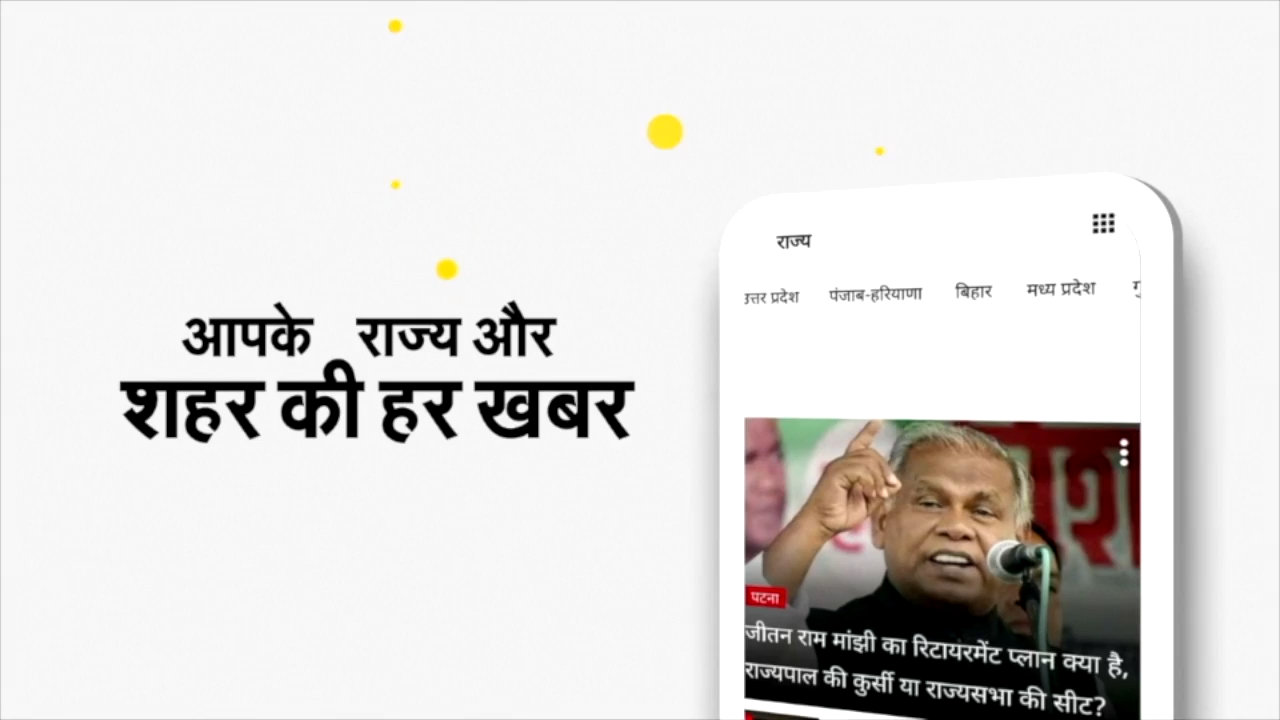 आपके राज्य और
शहर की हर खबर
राज्य
उत्तर प्रदेश पंजाब-हरियाणा बिहार मध्य प्रदेश
पटना
जीतन राम मांझी का रिटायरमेंट प्लान क्या है,
राज्यपाल की कुर्सी या राज्यसभा की सीट?